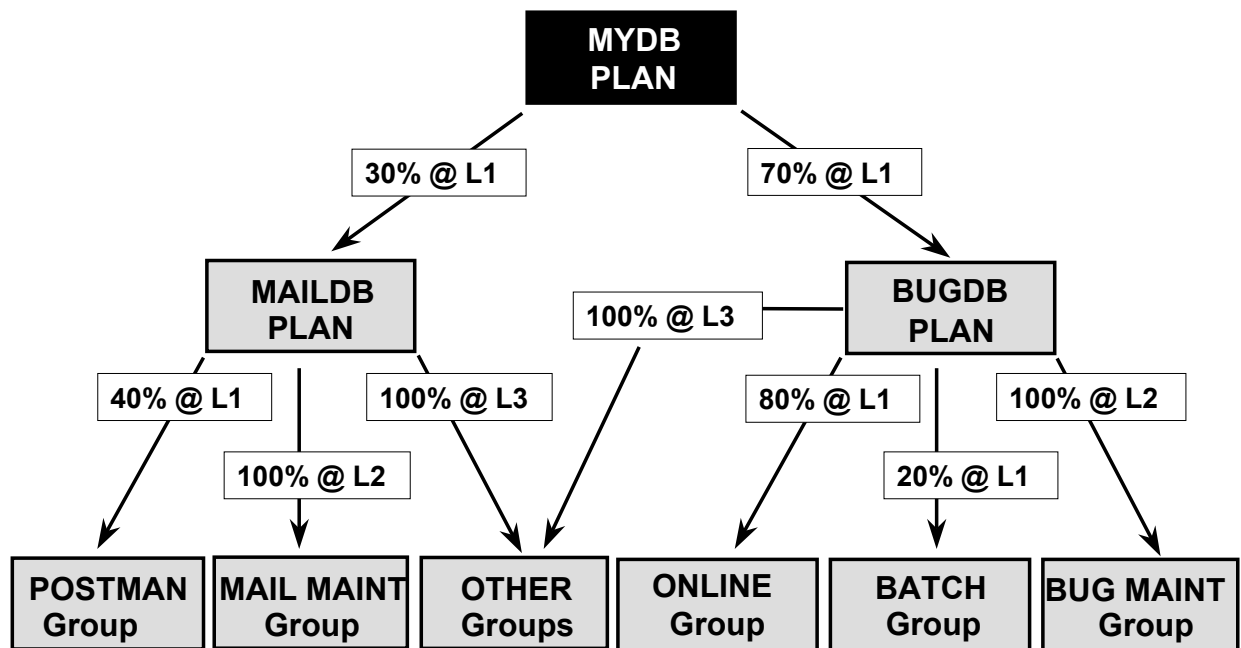 MYDB
PLAN
30% @ L1
70% @ L1
MAILDB
PLAN
100% @ L3
BUGDB
PLAN
40% @ L1
100% @ L3
80% @ L1
100% @ L2
100% @ L2
20% @ L1
POSTMAN
Group
MAIL MAINT
Group
OTHER
Groups
ONLINE
Group
BATCH
Group
BUG MAINT
Group